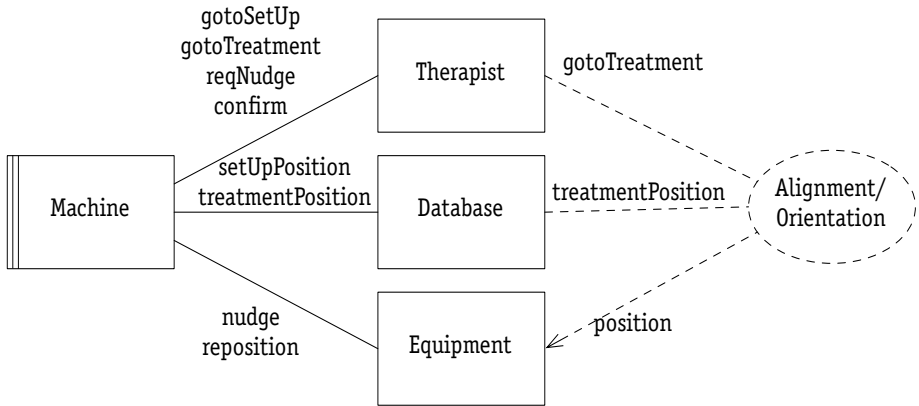 gotoSetUp
gotoTreatment
reqNudge
confirm
Therapist
gotoTreatment
Machine
setUpPosition
treatmentPosition
Database
treatmentPosition
Alignment/
Orientation
nudge
reposition
Equipment
position